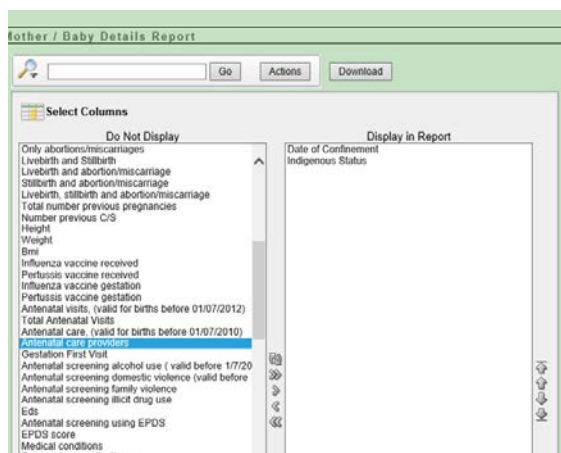 Mother / Baby Details Report
Go
Actions
Download
Select Columns
Do Not Display
Display in Report
Only abortions/miscarriages
Livebirth and Stillbirth
Livebirth and abortion/miscarriage
Stillbirth and abortion/miscarriage
Livebirth, stillbirth and abortion/miscarriage
Total number previous pregnancies
Number previous C/S
Height
Weight
Bmi
Influenza vaccine received
Pertussis vaccine received
Influenza vaccine gestation
Pertussis vaccine gestation
Antenatal visits, (valid for births before 01/07/2012)
Total Antenatal Visits
Antenatal care, (valid for births before 01/07/2010)
Antenatal care providers
Gestation First Visit
Antenatal screening alcohol use ( valid before 1/7/20
Antenatal screening domestic violence (valid before
Antenatal screening family violence
Antenatal screening illicit drug use
Eds
Antenatal screening using EPDS
EPDS score
Medical conditions
Date of Confinement
Indigenous Status